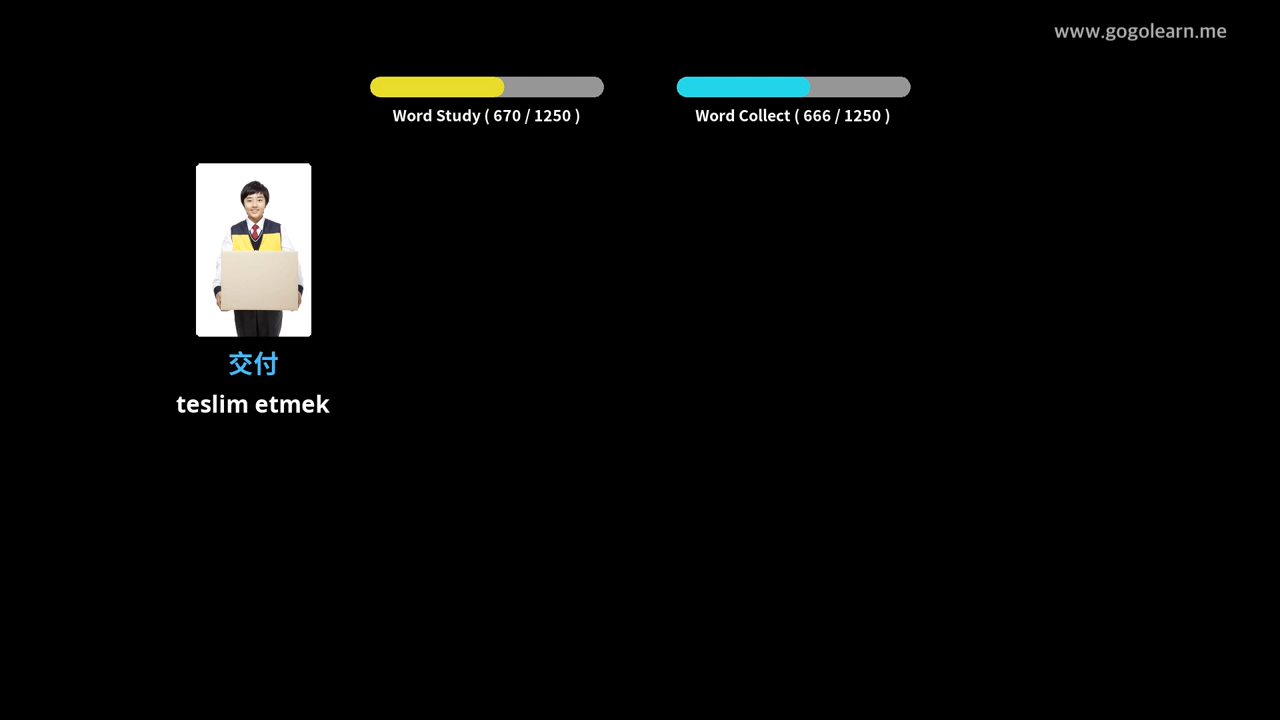 www.gogolearn.me
Word Study ( 670 / 1250 )
Word Collect ( 666 / 1250 )
交付
teslim etmek